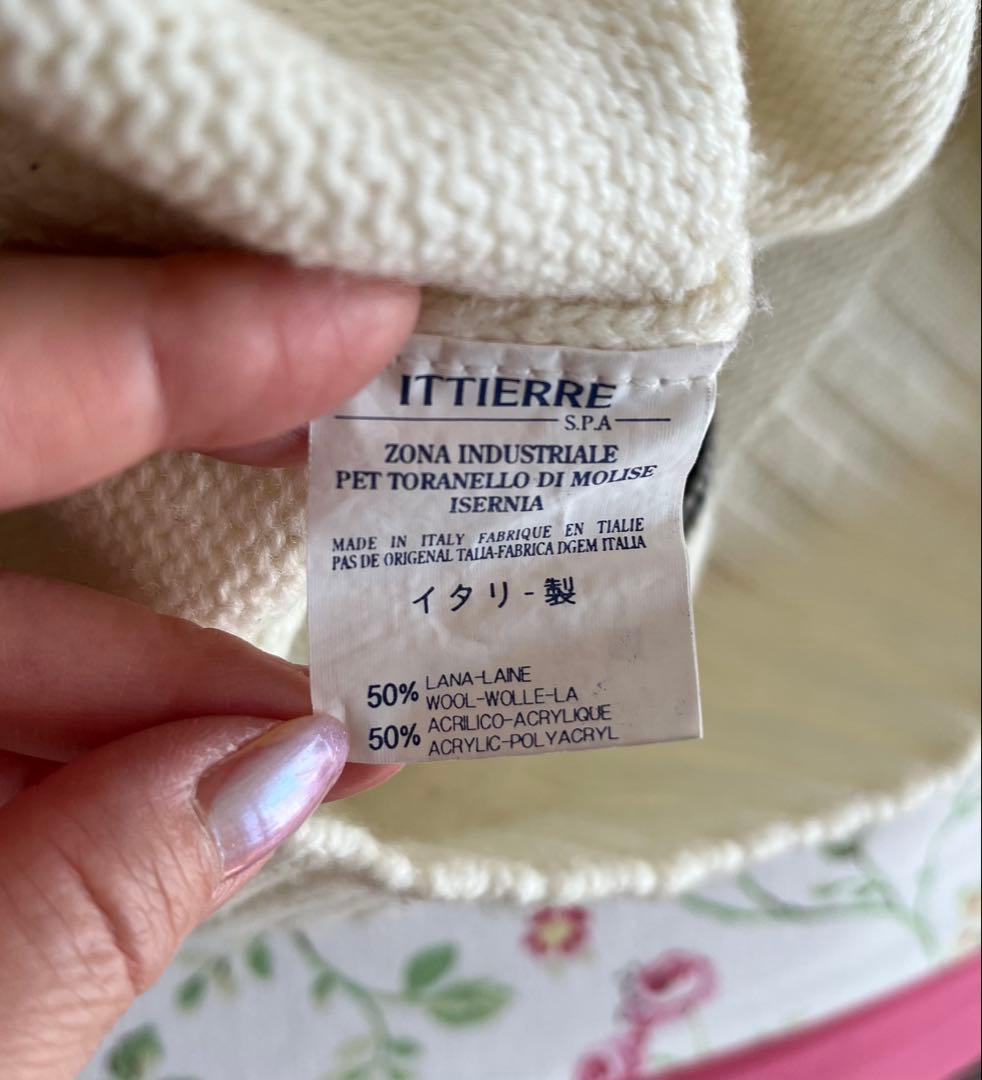 ITTIERRE
S.P.A
ZONA INDUSTRIALE
PET TORANELLO DI MOLISE
ISERNIA
MADE IN ITALY FABRIQUE EN TIALIE
PAS DE ORIGENAL TALIA-FABRICA DGEM ITALIA
イタリ-製
50% LANA-LAINE
WOOL-WOLLE-LA
50% ACRILICO-ACRYLIQUE
ACRYLIC-POLYACRYL